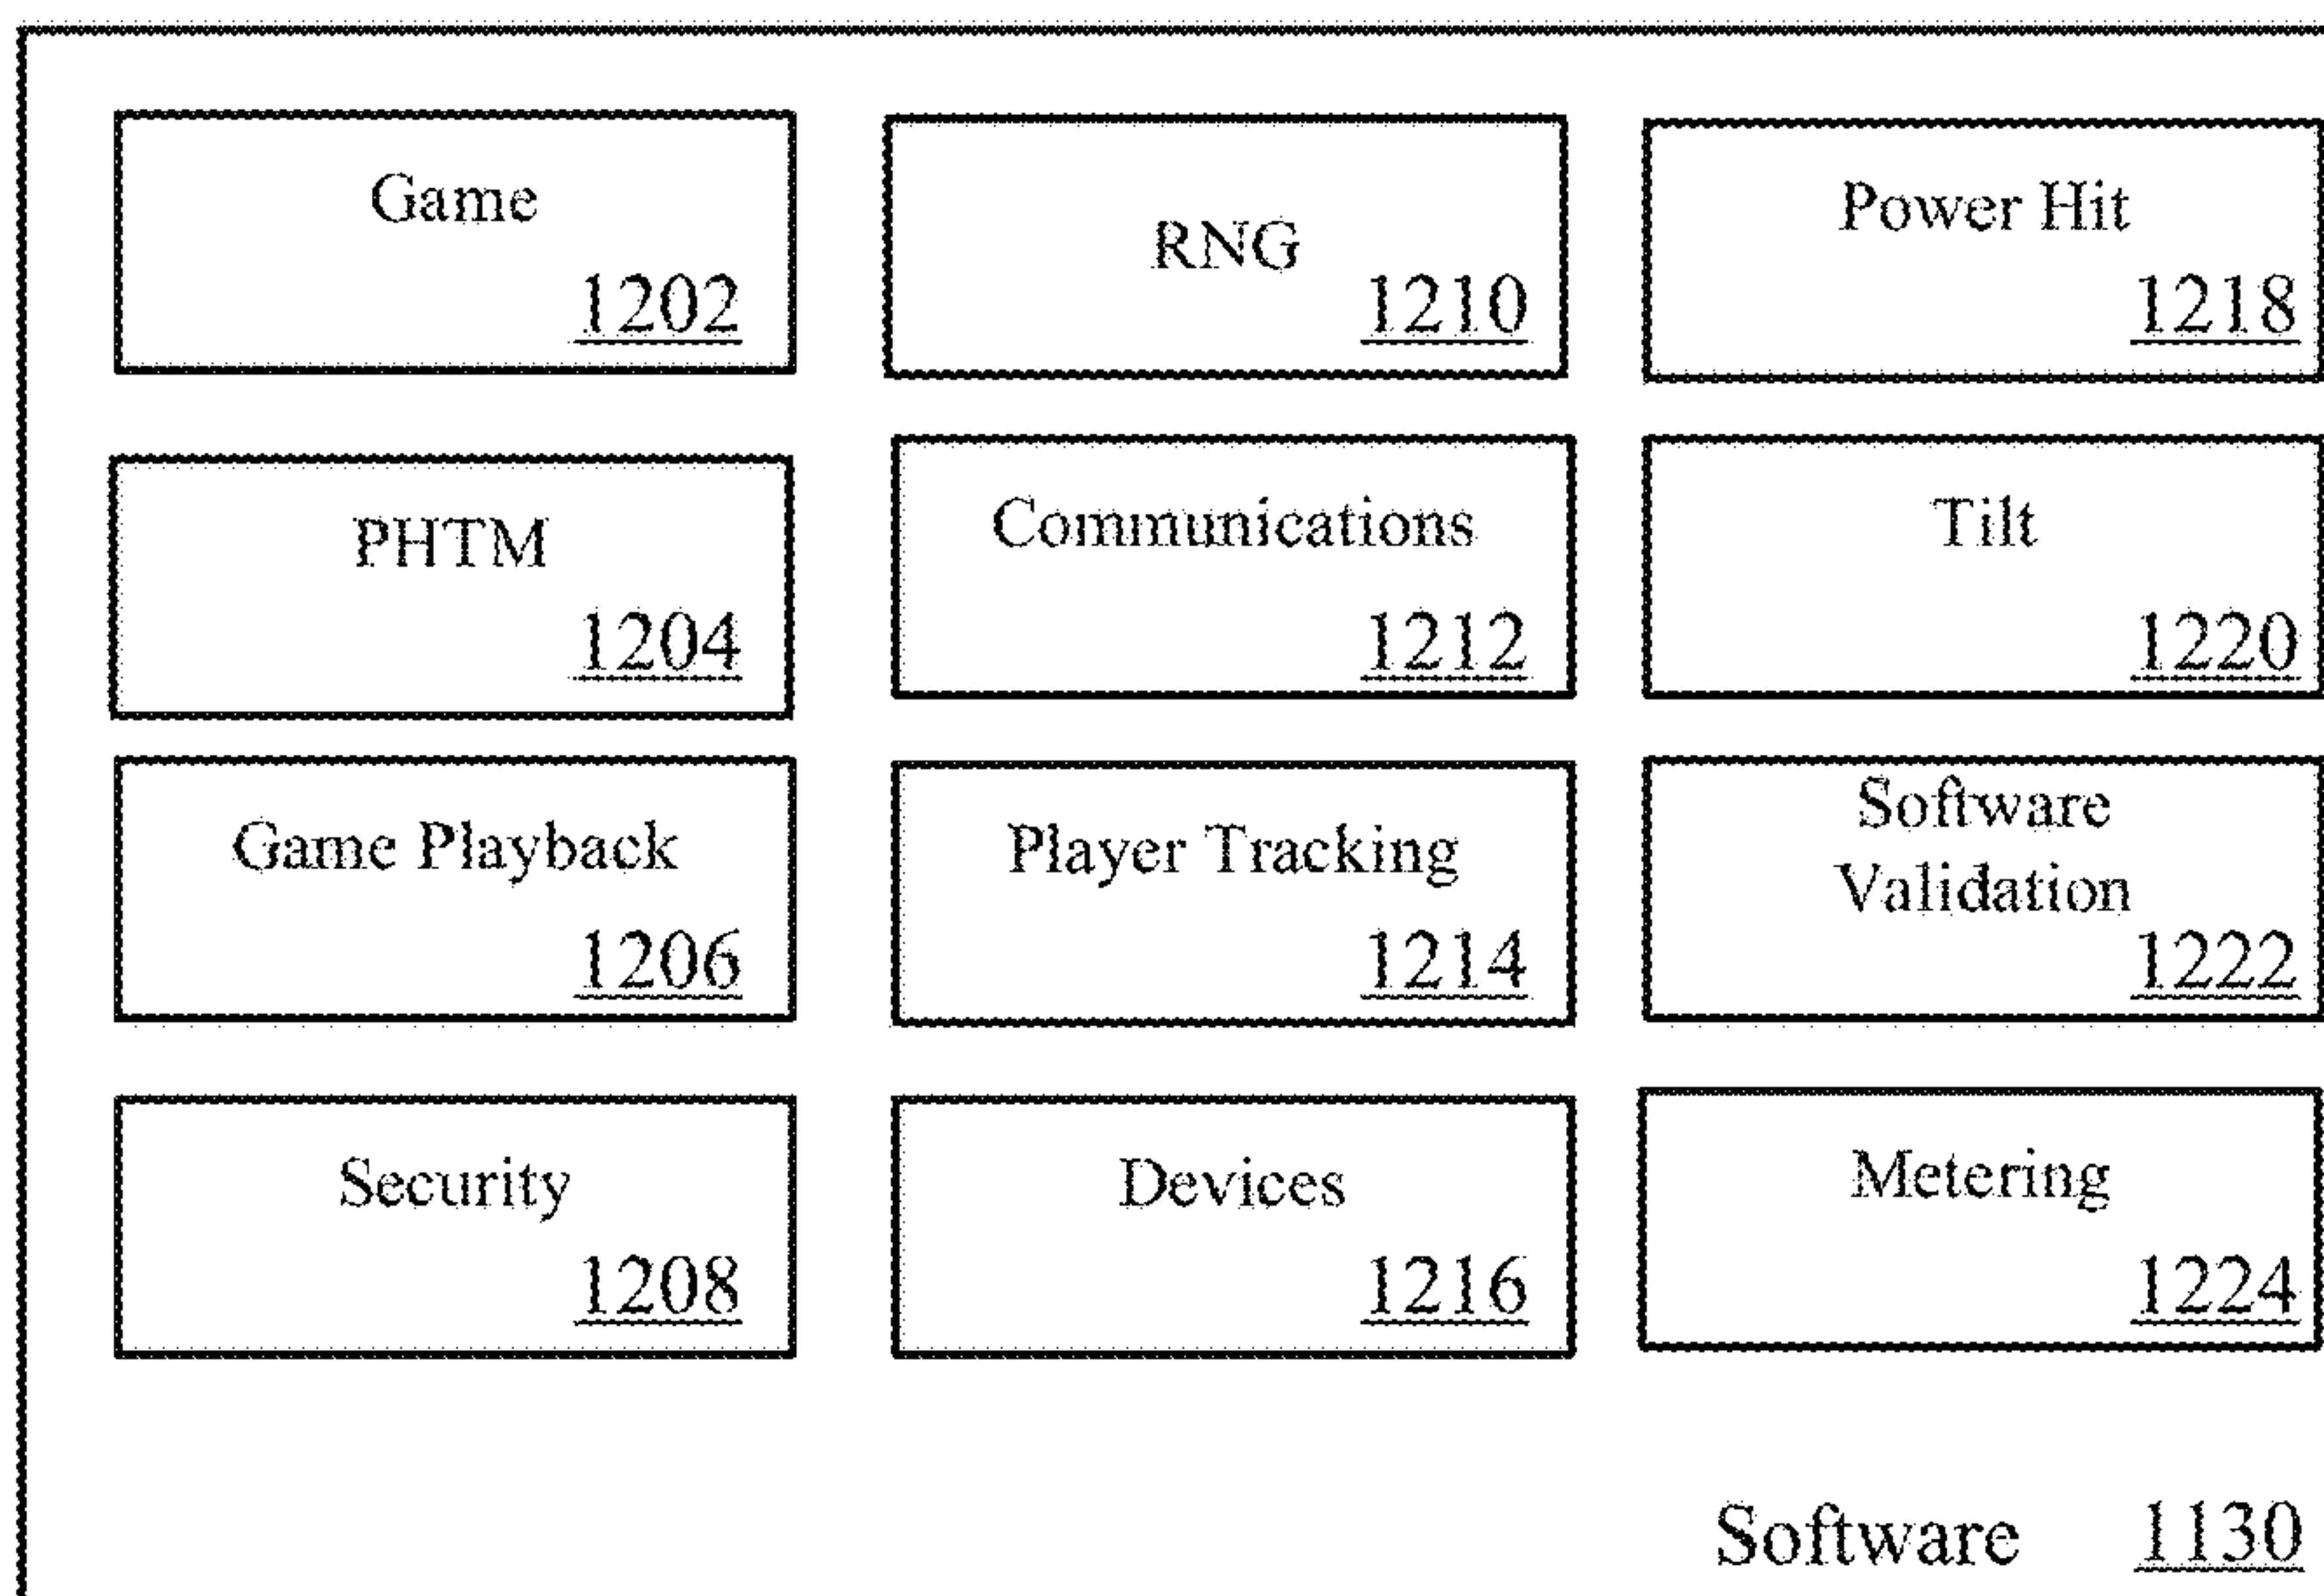 Game
1202
RNG
1210
Power Hit
1218
PHTM
1204
Communications
1212
Tilt
1220
Game Playback
1206
Player Tracking
1214
Software
Validation
1222
Security
1208
Devices
1216
Metering
1224
Software 1130